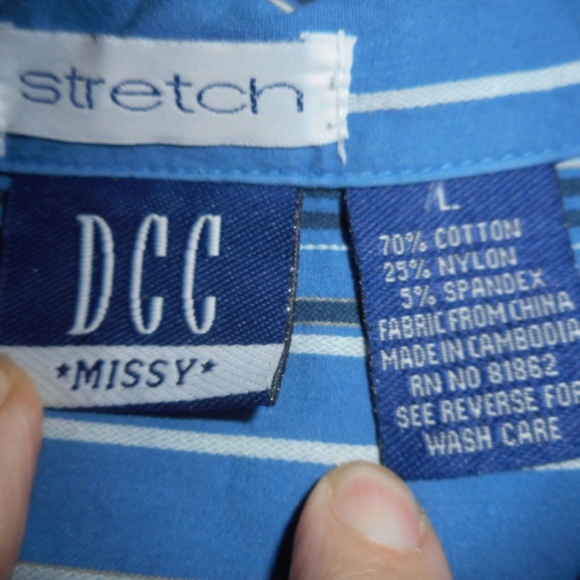 stretch
DCC
*MISSY*
L
70% COTTON
25% NYLON
5% SPANDEX
FABRIC FROM CHINA
MADE IN CAMBODIA
RN NO 81862
SEE REVERSE FOR
WASH CARE